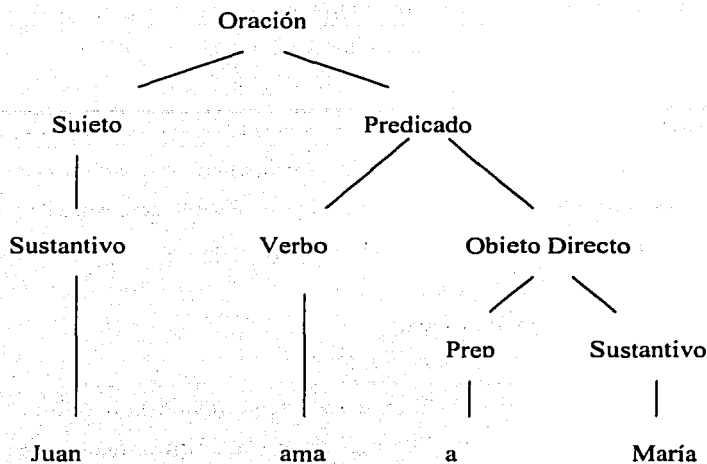 Oración
Sujeto Predicado
Sustantivo Verbo Objeto Directo
Prep Sustantivo
Juan ama a María